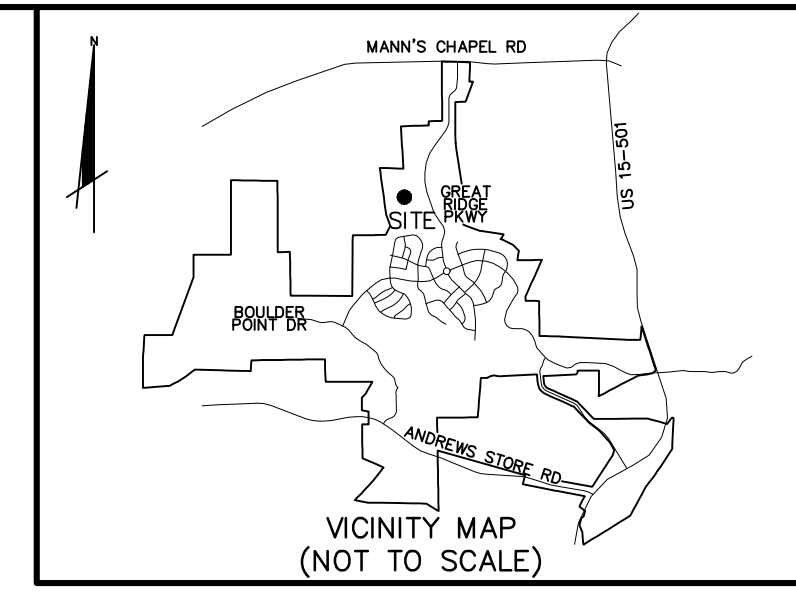 N
MANN'S CHAPEL RD
US 15-501
GREAT
RIDGE
PKWY
SITE
BOULDER
POINT DR
ANDREWS STORE RD
VICINITY MAP
(NOT TO SCALE)